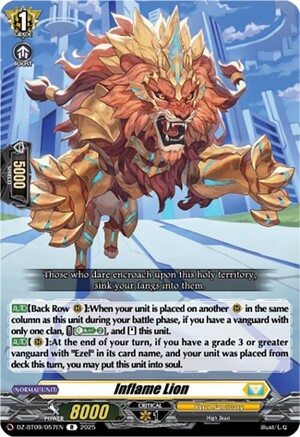 1
GRADE
BOOST
SHIELD
5000
Those who dare encroach upon this holy territory,
sink your fangs into them.
AUTO [Back Row]:When your unit is placed on another in the same
column as this unit during your battle phase, if you have a vanguard with
only one clan, and this unit.
AUTO :At the end of your turn, if you have a grade 3 or greater
vanguard with "Ezel" in its card name, and your unit was placed from
deck this turn, you may put this unit into soul.
NORMAL UNIT
Inflame Lion
DZ-BT09/057EN R 2025
CRITICAL
illust/L.Q
POWER
8000
1
High Beast